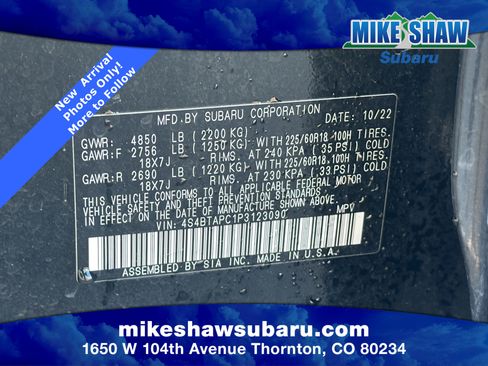 MIKE SHAW
Subaru
New Arrival
Photos Only!
More to Follow
MFD.BY SUBARU CORPORATION DATE: 10/22
GVWR: 4850 LB (2200 KG)
GAWR:F 2756 LB (1250 KG) WITH 225/60R18,100H TIRES.
18X7J RIMS. AT 240 KPA (35 PSI) COLD
GAWR:R 2690 LB (1220 KG) WITH 225/60R18,100H TIRES.
18X7J RIMS. AT 230 KPA (33 PSI) COLD
THIS VEHICLE CONFORMS TO ALL APPLICABLE FEDERAL MOTOR
VEHICLE SAFETY AND THEFT PREVENTION STANDARDS
IN EFFECT ON THE DATE OF MANUFACTURE SHOWN ABOVE.
VIN: 4S4BTAPC1P3123090 MPV
ASSEMBLED BY SIA INC. MADE IN U.S.A.
mikeshawsubaru.com
1650 W 104th Avenue Thornton, CO 80234